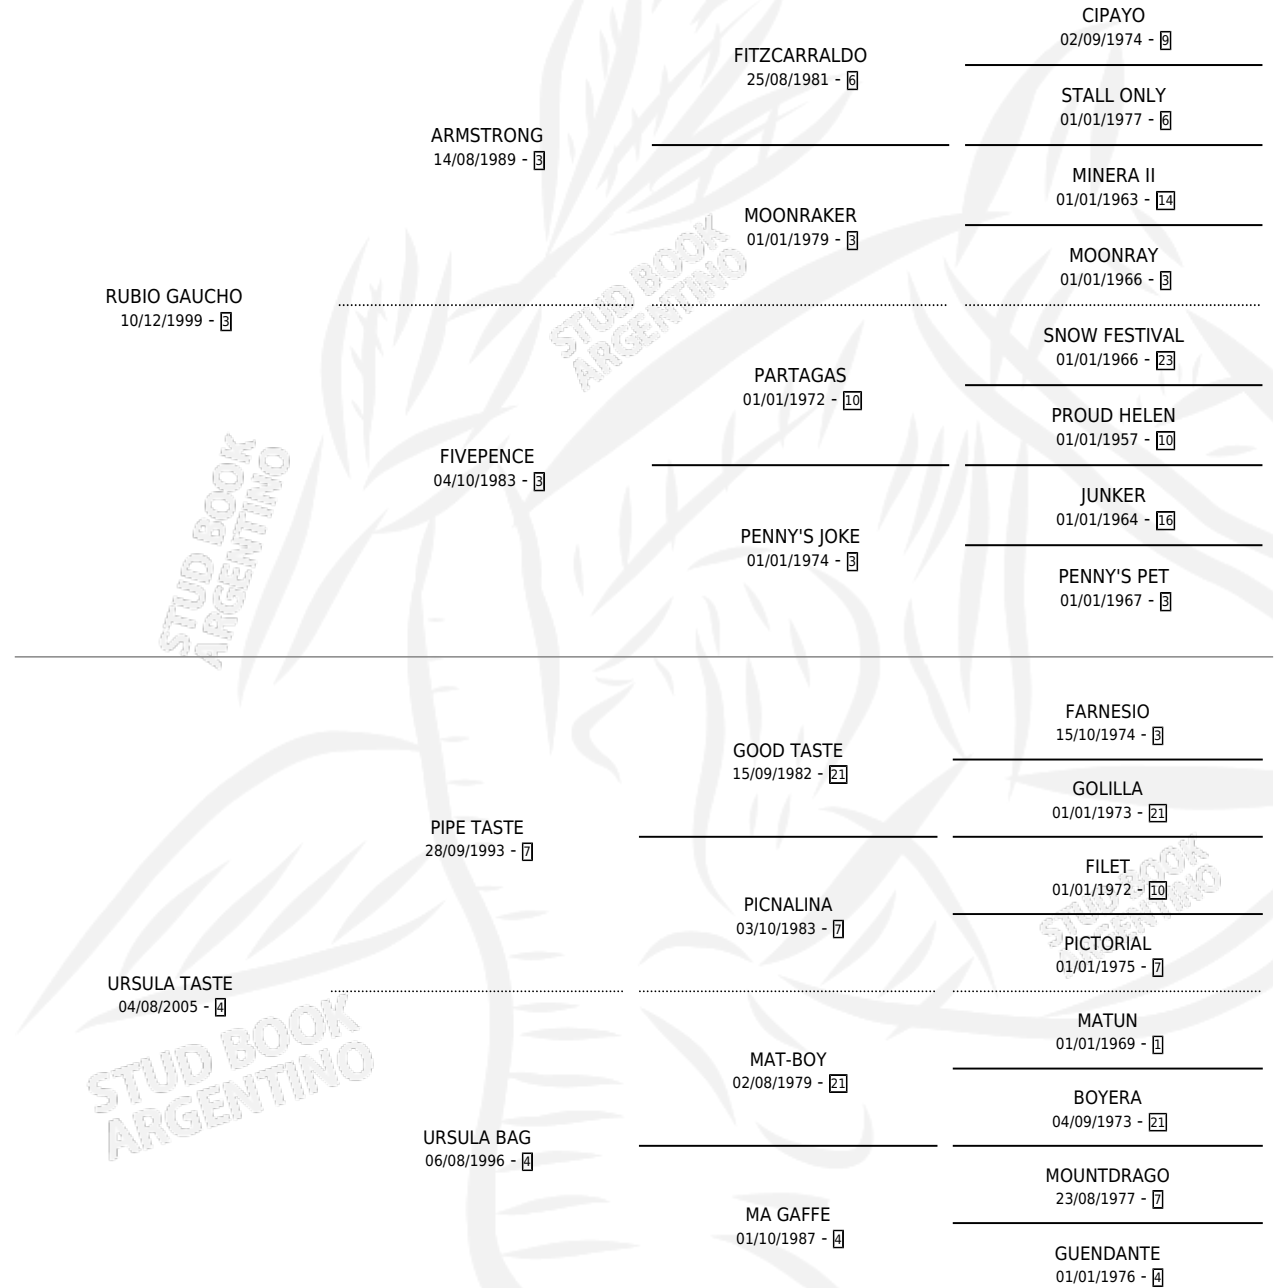 CIPAYO
02/09/1974 - 9
FITZCARRALDO
25/08/1981 - 6
STALL ONLY
01/01/1977 - 6
ARMSTRONG
14/08/1989 - 3
MINERA II
01/01/1963 - 14
MOONRAKER
01/01/1979 - 3
MOONRAY
01/01/1966 - 3
RUBIO GAUCHO
10/12/1999 - 3
STUD BOOK
ARGENTINO
SNOW FESTIVAL
01/01/1966 - 23
PARTAGAS
01/01/1972 - 10
PROUD HELEN
01/01/1957 - 10
FIVEPENCE
04/10/1983 - 3
JUNKER
01/01/1964 - 16
PENNY'S JOKE
01/01/1974 - 3
PENNY'S PET
01/01/1967 - 3
STUD BOOK
ARGENTINO
FARNESIO
15/10/1974 - 3
GOOD TASTE
15/09/1982 - 21
GOLILLA
01/01/1973 - 21
PIPE TASTE
28/09/1993 - 7
FILET
01/01/1972 - 10
PICNALINA
03/10/1983 - 7
STUD BOOK
ARGENTINO
PICTORIAL
01/01/1975 - 7
URSULA TASTE
04/08/2005 - 4
MATUN
01/01/1969 - 1
MAT-BOY
02/08/1979 - 21
STUD BOOK
ARGENTINO
BOYERA
04/09/1973 - 21
URSULA BAG
06/08/1996 - 4
MOUNTDRAGO
23/08/1977 - 7
MA GAFFE
01/10/1987 - 4
GUENDANTE
01/01/1976 - 4